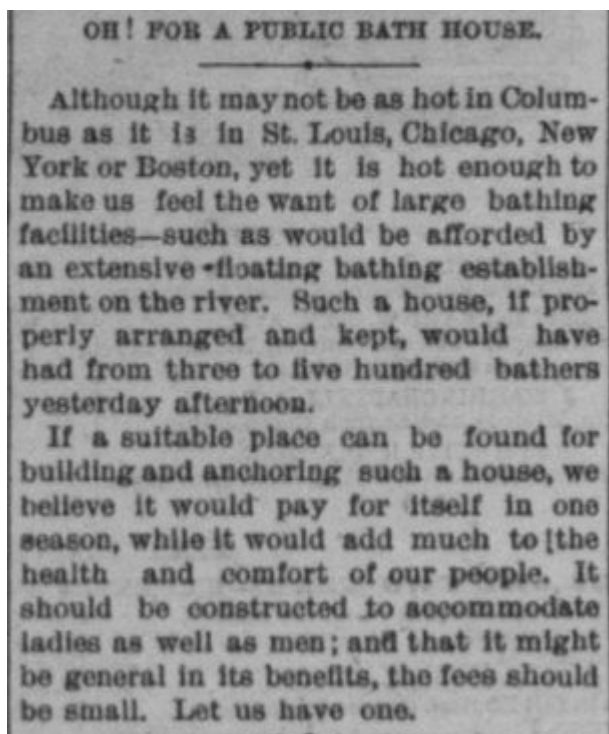 OH! FOR A PUBLIC BATH HOUSE.
Although it may not be as hot in Colum-
bus as it is in St. Louis, Chicago, New
York or Boston, yet it is hot enough to
make us feel the want of large bathing
facilities—such as would be afforded by
an extensive floating bathing establish-
ment on the river. Such a house, if pro-
perly arranged and kept, would have
had from three to five hundred bathers
yesterday afternoon.
If a suitable place can be found for
building and anchoring such a house, we
believe it would pay for itself in one
season, while it would add much to the
health and comfort of our people. It
should be constructed to accommodate
ladies as well as men; and that it might
be general in its benefits, the fees should
be small. Let us have one.